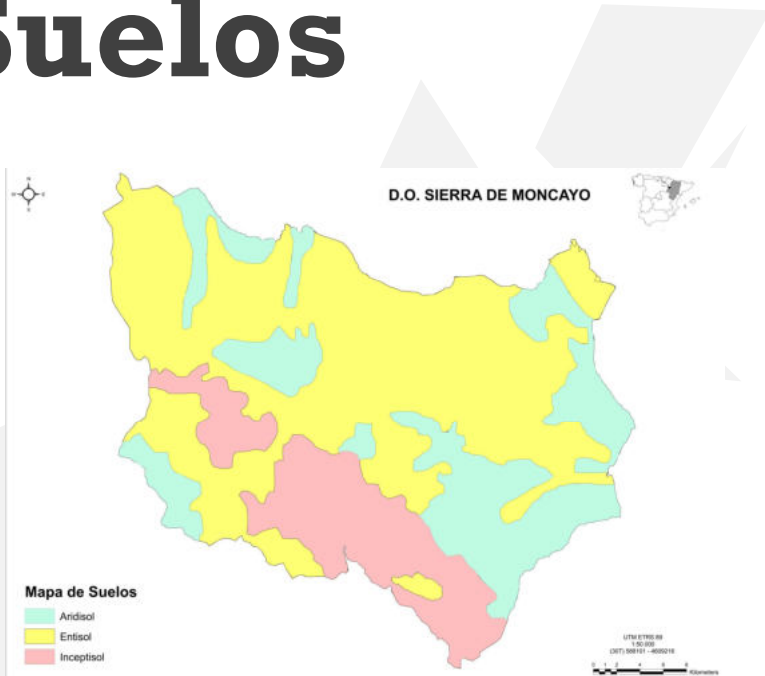 Suelos
D.O. SIERRA DE MONCAYO
Mapa de Suelos
Aridisol
Entisol
Inceptisol
UTM ETRS 89
1:50.000
Kilometers